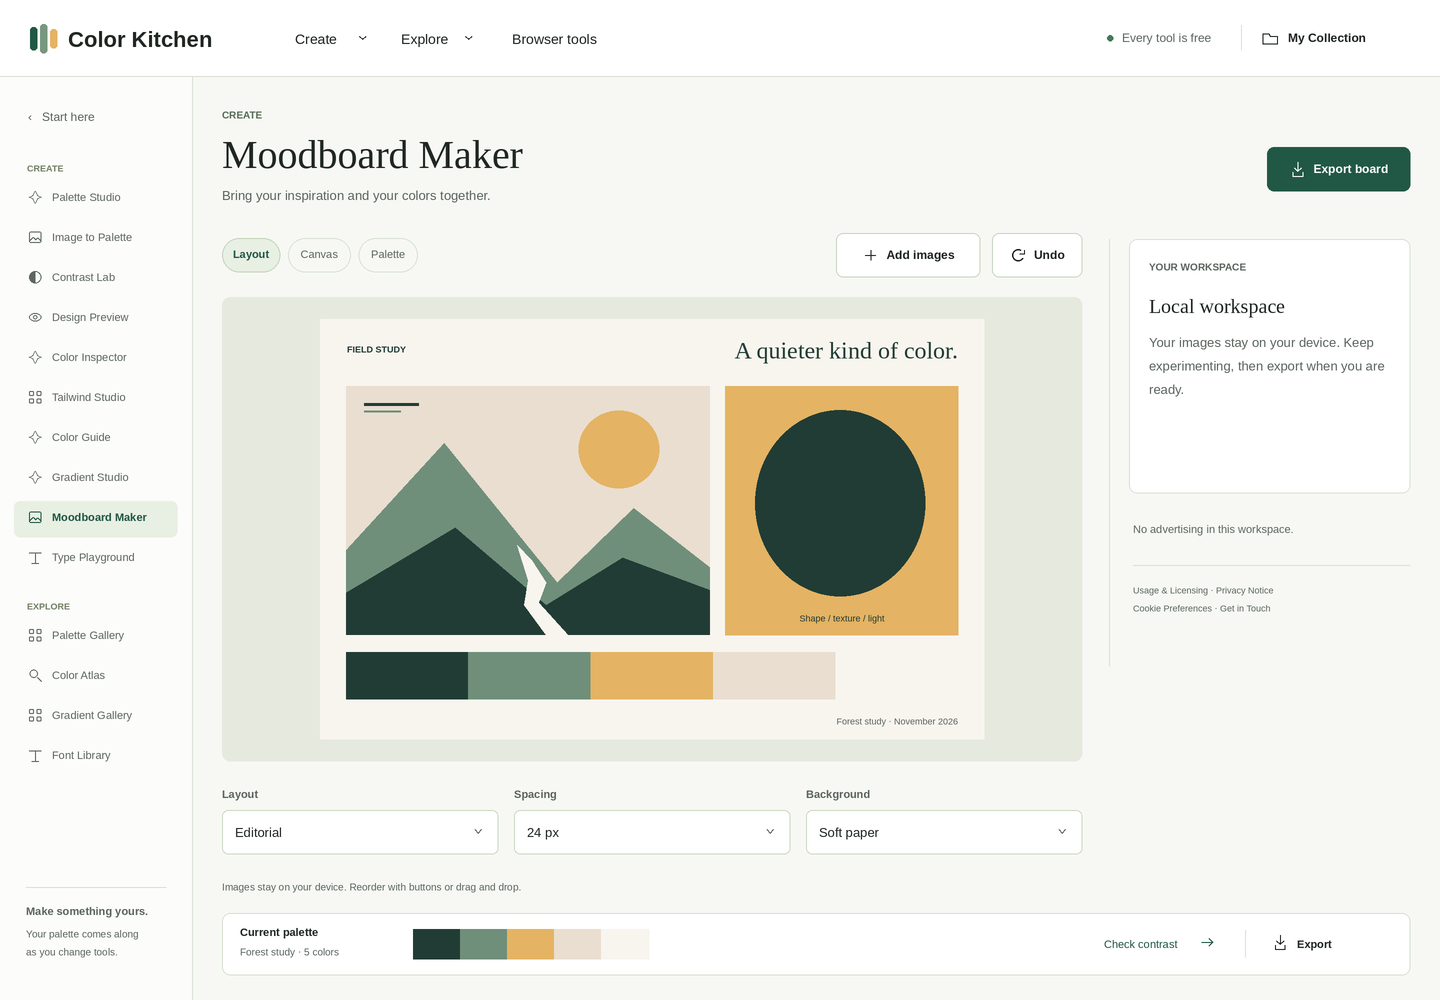 Color Kitchen
Create
Explore
Browser tools
Every tool is free
My Collection
‹ Start here
CREATE
Palette Studio
Image to Palette
Contrast Lab
Design Preview
Color Inspector
Tailwind Studio
Color Guide
Gradient Studio
Moodboard Maker
Type Playground
EXPLORE
Palette Gallery
Color Atlas
Gradient Gallery
Font Library
Make something yours.
Your palette comes along
as you change tools.
CREATE
Moodboard Maker
Bring your inspiration and your colors together.
Export board
Layout
Canvas
Palette
Add images
Undo
FIELD STUDY
A quieter kind of color.
Shape / texture / light
Forest study · November 2026
YOUR WORKSPACE
Local workspace
Your images stay on your device. Keep
experimenting, then export when you are
ready.
No advertising in this workspace.
Usage & Licensing · Privacy Notice
Cookie Preferences · Get in Touch
Layout
Editorial
Spacing
24 px
Background
Soft paper
Images stay on your device. Reorder with buttons or drag and drop.
Current palette
Forest study · 5 colors
Check contrast
Export